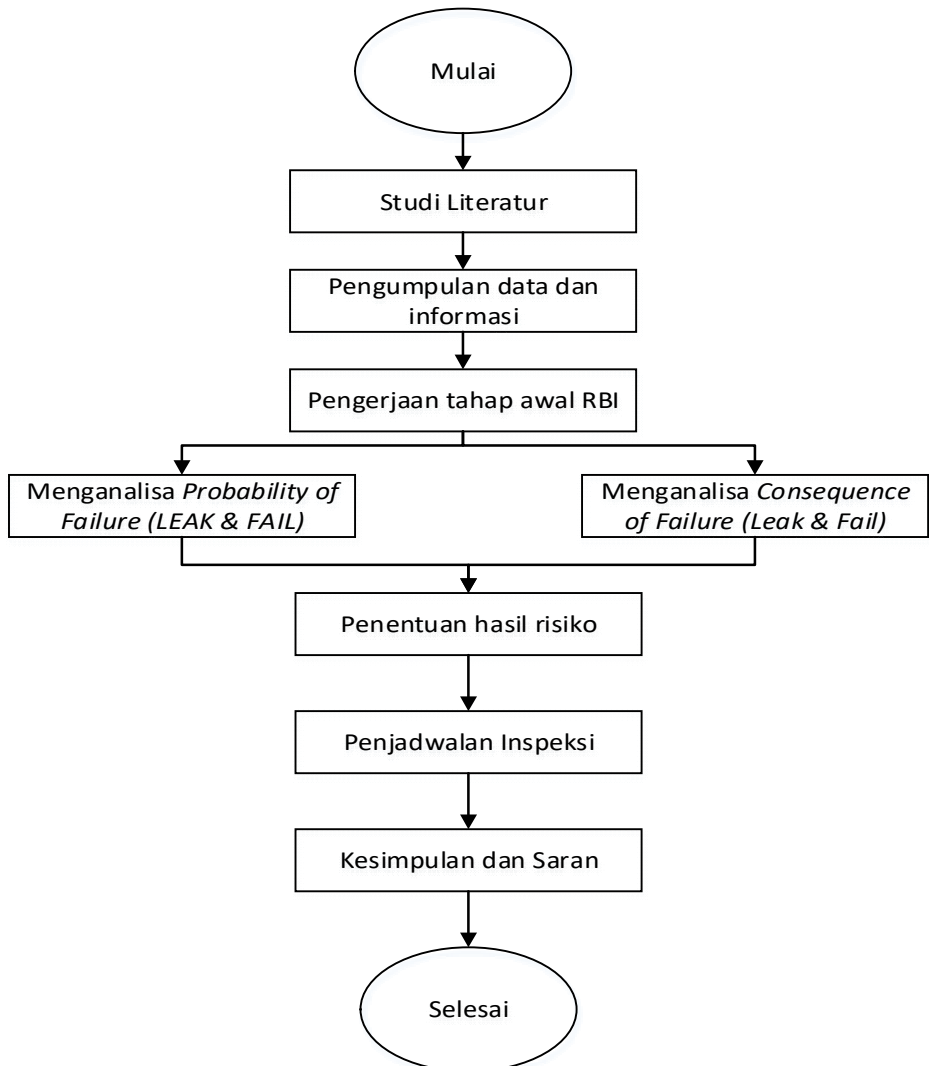 Mulai
Studi Literatur
Pengumpulan data dan
informasi
Pengerjaan tahap awal RBI
Menganalisa Probability of
Failure (LEAK & FAIL)
Menganalisa Consequence
of Failure (Leak & Fail)
Penentuan hasil risiko
Penjadwalan Inspeksi
Kesimpulan dan Saran
Selesai